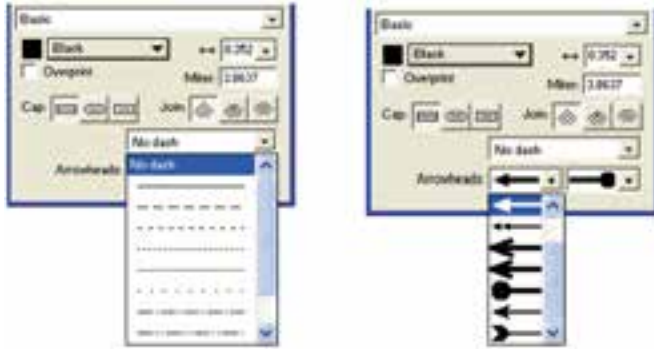 Basic
Black
0.352
Overprint
Miter:
3.8637
Cap:
Join:
No dash
No dash
Arrowheads:
Basic
Black
0.352
Overprint
Miter:
3.8637
Cap:
Join:
No dash
Arrowheads: